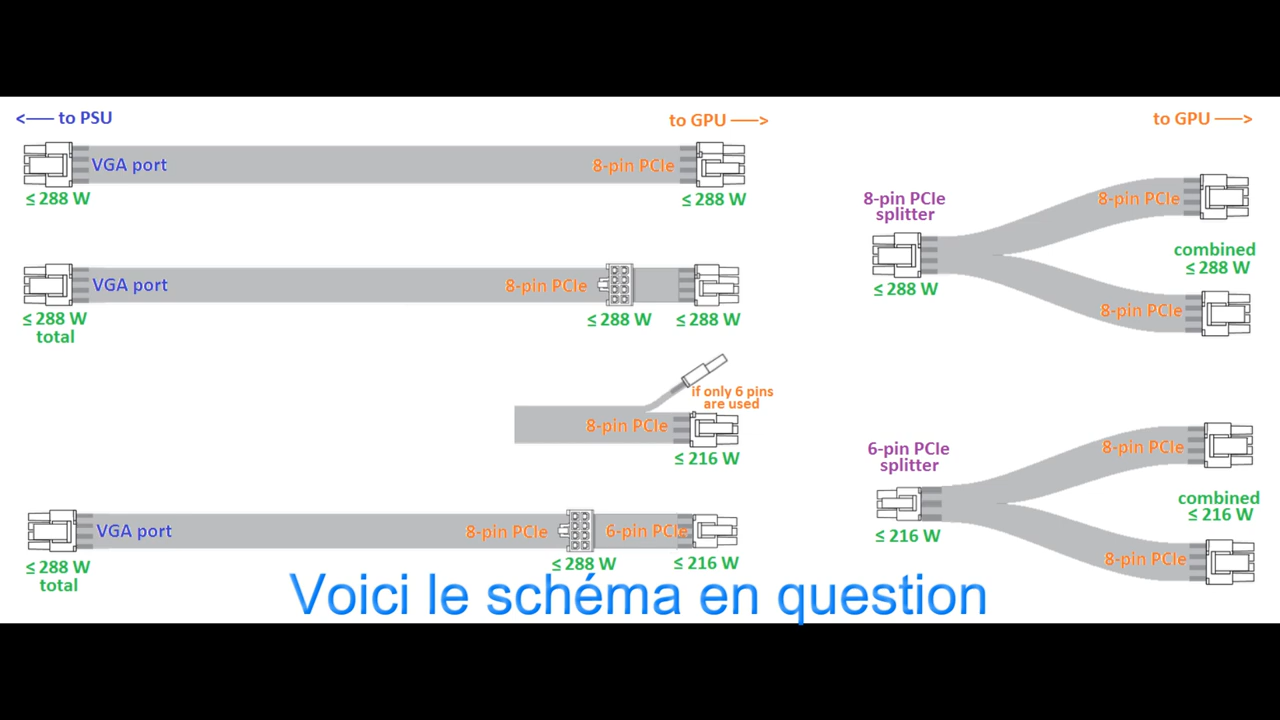 <—— to PSU
to GPU ——>
VGA port
8-pin PCIe
≤ 288 W
≤ 288 W
VGA port
8-pin PCIe
≤ 288 W
total
≤ 288 W
≤ 288 W
if only 6 pins
are used
8-pin PCIe
≤ 216 W
VGA port
8-pin PCIe
6-pin PCIe
≤ 288 W
total
≤ 288 W
≤ 216 W
to GPU ——>
8-pin PCIe
splitter
8-pin PCIe
≤ 288 W
combined
≤ 288 W
8-pin PCIe
6-pin PCIe
splitter
8-pin PCIe
≤ 216 W
combined
≤ 216 W
8-pin PCIe
Voici le schéma en question